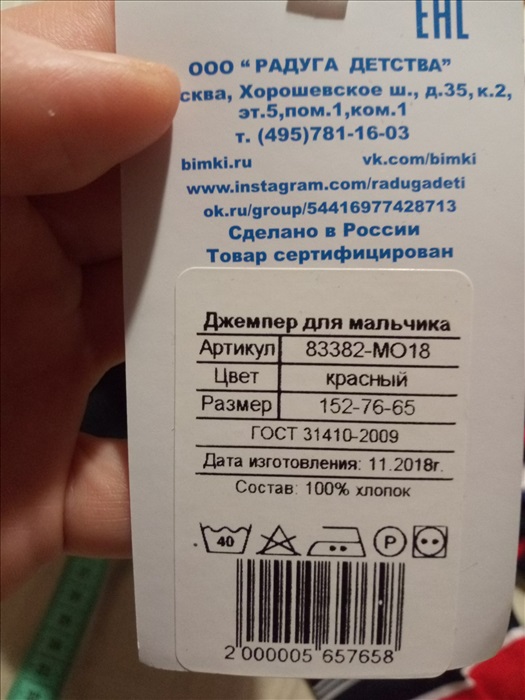 EAC
ООО “ РАДУГА ДЕТСТВА”
сква, Хорошевское ш., д.35, к.2,
эт.5,пом.1,ком.1
т. (495)781-16-03
bimki.ru vk.com/bimki
www.instagram.com/radugadeti
ok.ru/group/54416977428713
Сделано в России
Товар сертифицирован
Джемпер для мальчика
Артикул 83382-МО18
Цвет красный
Размер 152-76-65
ГОСТ 31410-2009
Дата изготовления: 11.2018г.
Состав: 100% хлопок
40 P
2 000005 657658